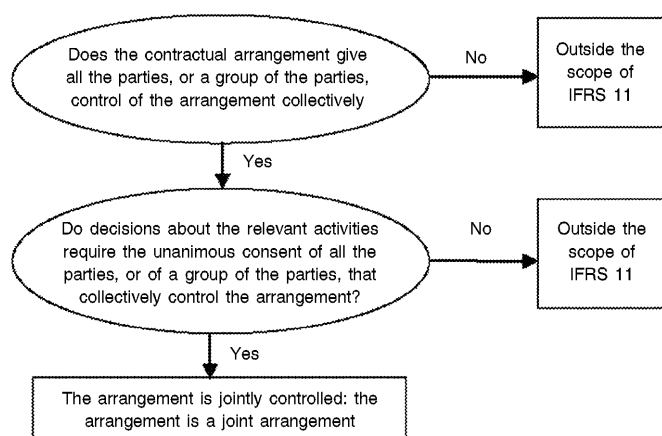 Does the contractual arrangement give
all the parties, or a group of the parties,
control of the arrangement collectively
No
Outside the
scope of
IFRS 11
Yes
Do decisions about the relevant activities
require the unanimous consent of all the
parties, or of a group of the parties, that
collectively control the arrangement?
No
Outside the
scope of
IFRS 11
Yes
The arrangement is jointly controlled: the
arrangement is a joint arrangement